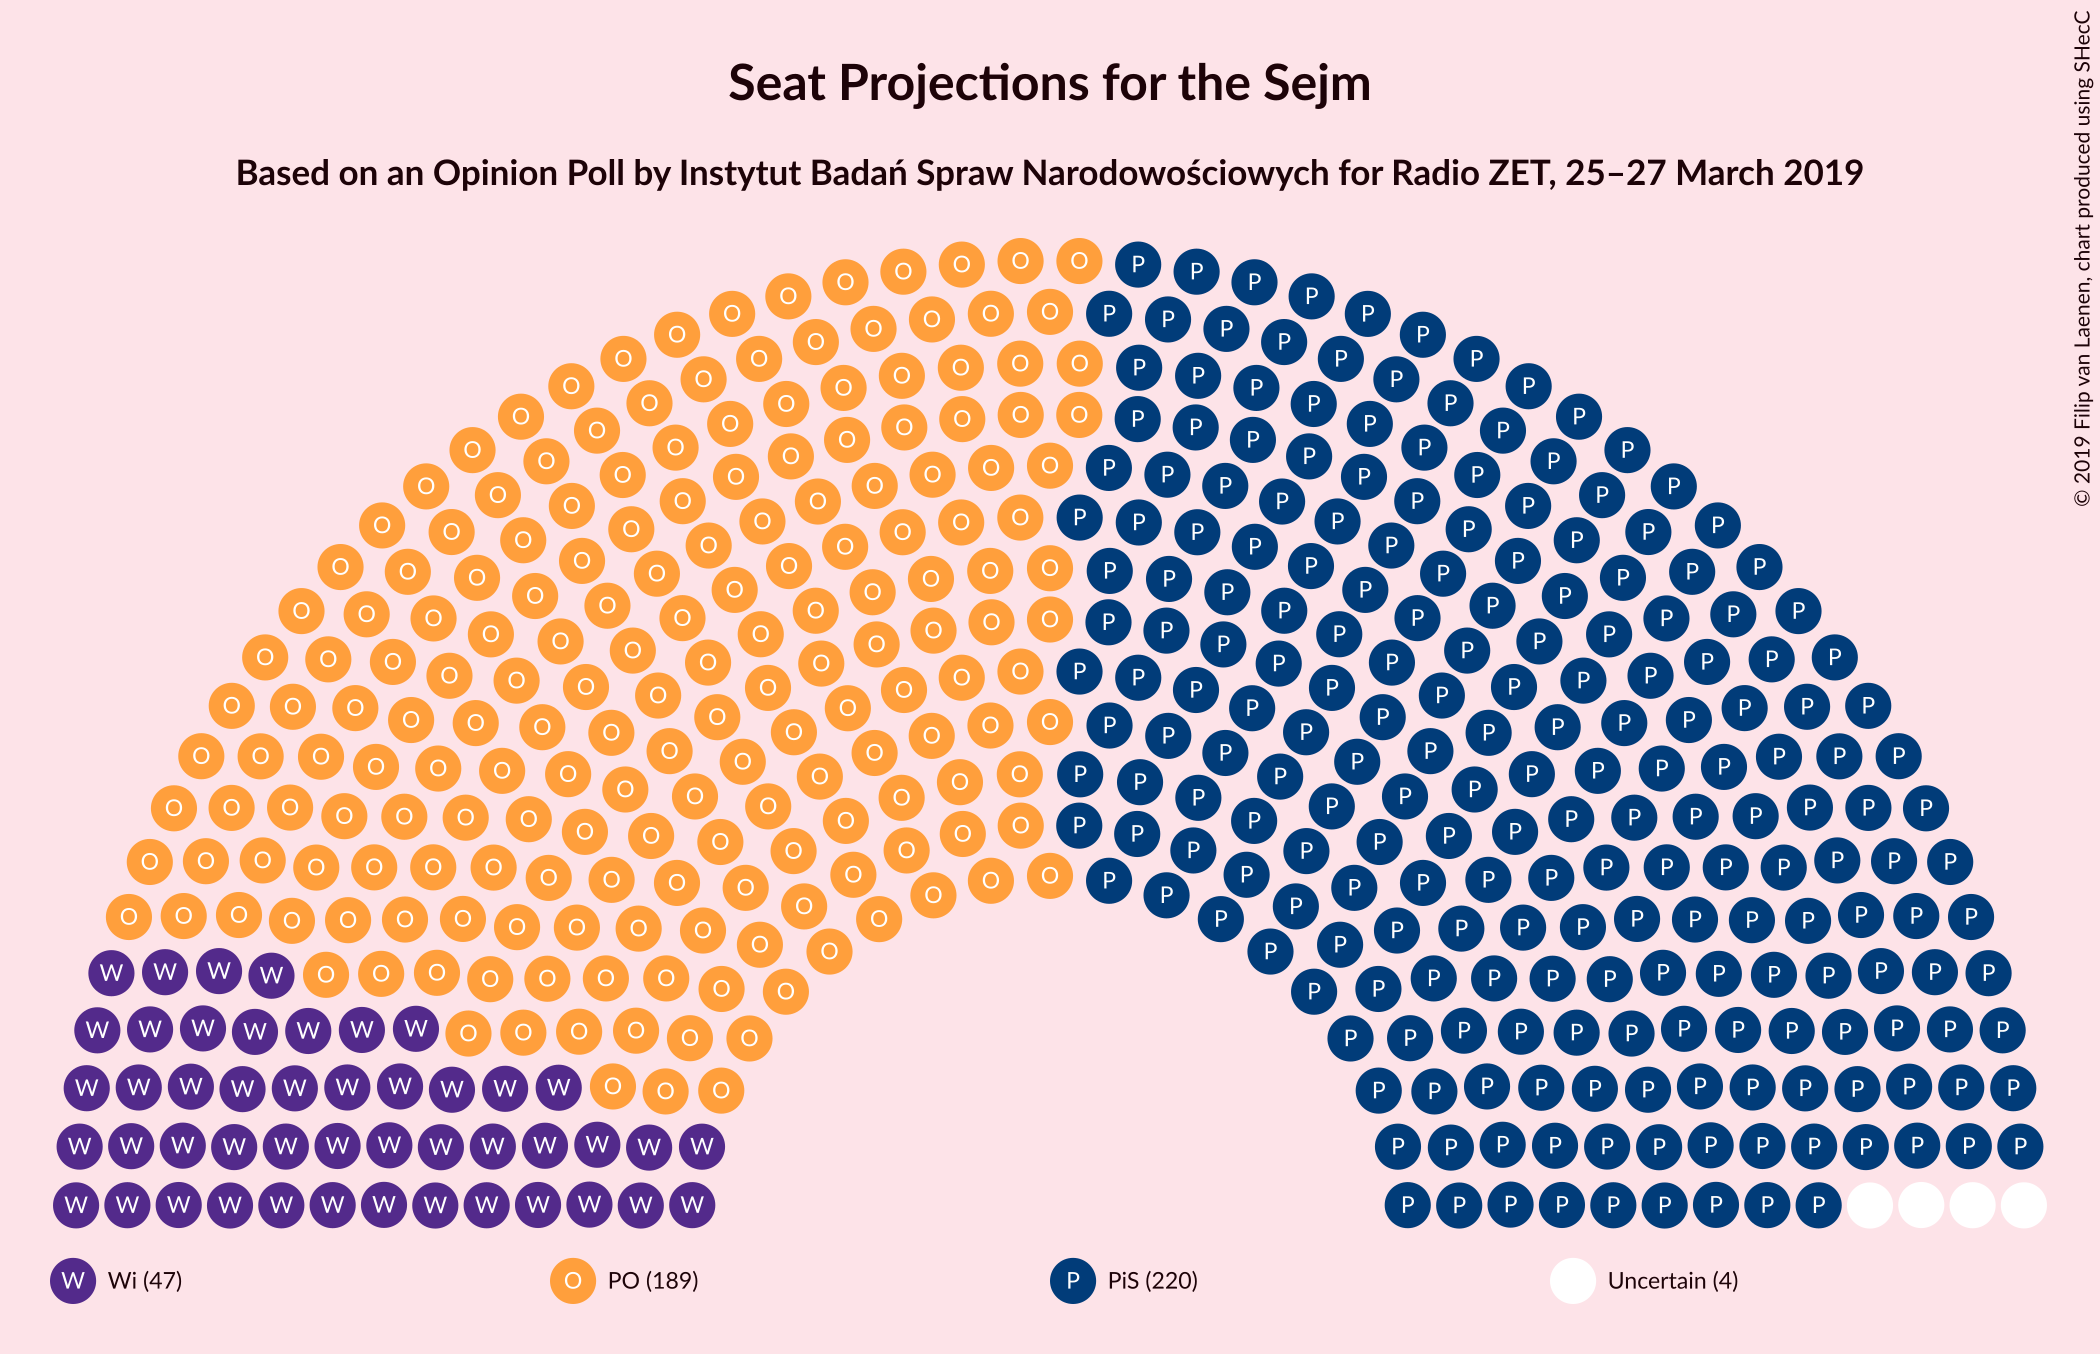 Seat Projections for the Sejm
Based on an Opinion Poll by Instytut Badań Spraw Narodowościowych for Radio ZET, 25–27 March 2019
© 2019 Filip van Laenen, chart produced using SHecC
W Wi (47)
O PO (189)
P PiS (220)
Uncertain (4)